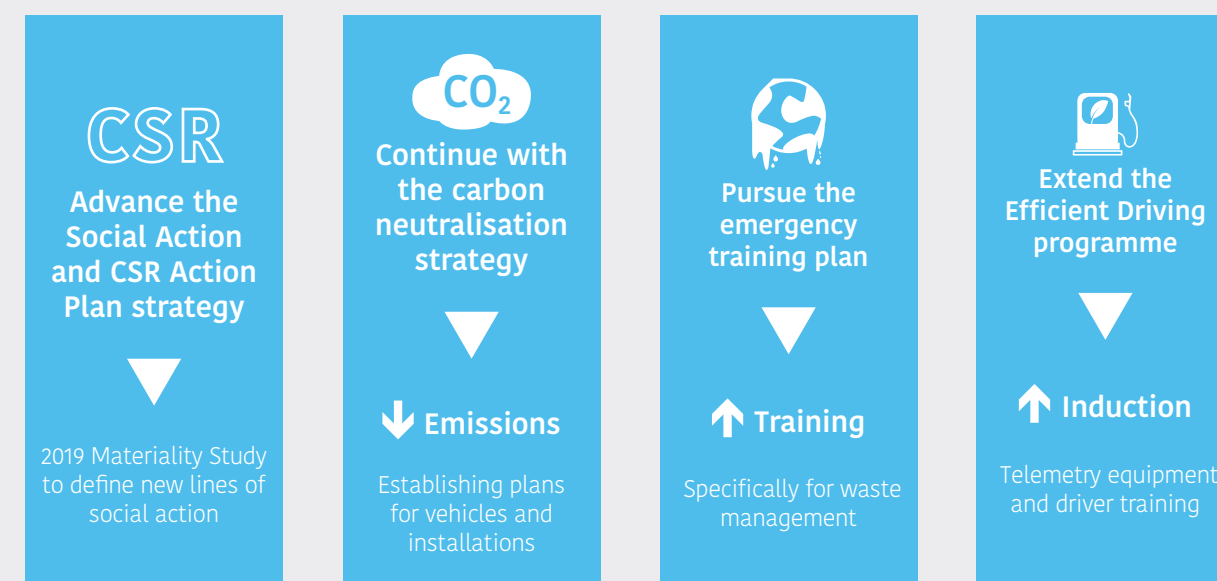 CSR
Advance the
Social Action
and CSR Action
Plan strategy
2019 Materiality Study
to define new lines of
social action
CO₂
Continue with
the carbon
neutralisation
strategy
Emissions
Establishing plans
for vehicles and
installations
Pursue the
emergency
training plan
Training
Specifically for waste
management
Extend the
Efficient Driving
programme
Induction
Telemetry equipment
and driver training